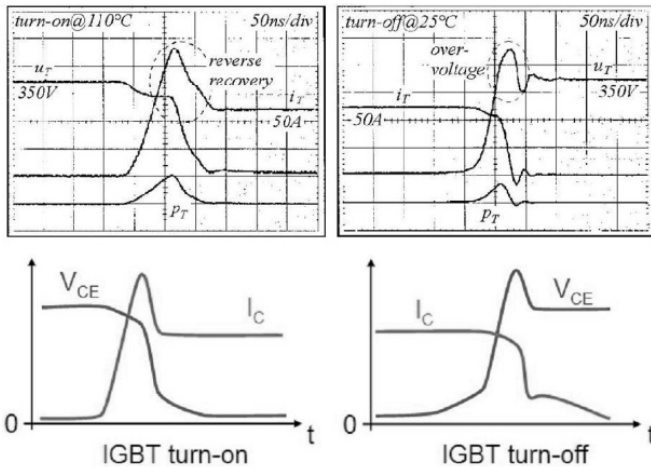 turn-on@110°C
50ns/div
u_T
350V
reverse
recovery
i_T
50A
p_T
turn-off@25°C
50ns/div
over-
voltage
u_T
350V
i_T
50A
p_T
V_CE
I_C
0
t
IGBT turn-on
I_C
V_CE
0
t
IGBT turn-off